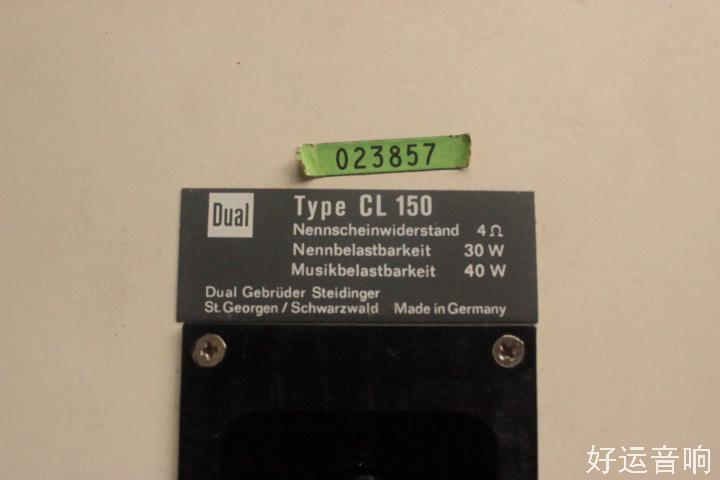 023857
Dual
Type CL 150
Nennscheinwiderstand 4Ω
Nennbelastbarkeit 30 W
Musikbelastbarkeit 40 W
Dual Gebrüder Steidinger
St. Georgen / Schwarzwald Made in Germany
好运音响